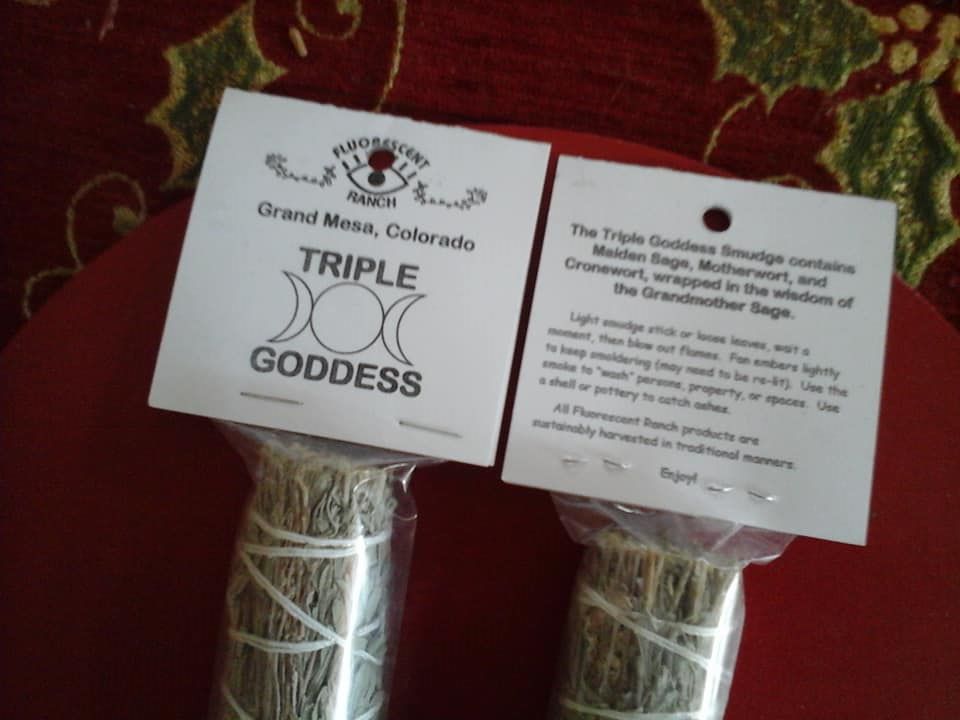 FLUORESCENT
RANCH
Grand Mesa, Colorado
TRIPLE
GODDESS
The Triple Goddess Smudge contains
Maiden Sage, Motherwort, and
Cronewort, wrapped in the wisdom of
the Grandmother Sage.
Light smudge stick or loose leaves, wait a
moment, then blow out flames. Fan embers lightly
to keep smoldering (may need to be re-lit). Use the
smoke to "wash" persons, property, or spaces. Use
a shell or pottery to catch ashes.
All Fluorescent Ranch products are
sustainably harvested in traditional manners.
Enjoy!